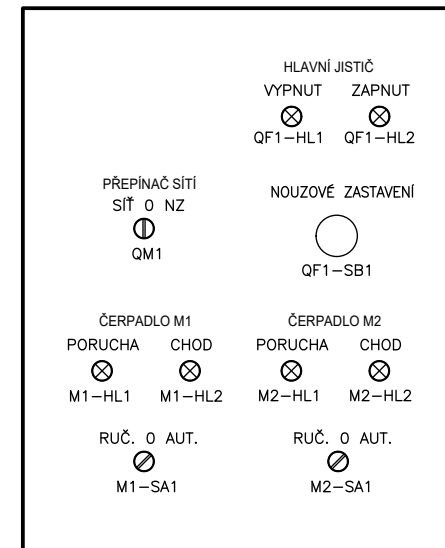 HLAVNÍ JISTIČ
VYPNUT ZAPNUT
QF1-HL1 QF1-HL2
PŘEPÍNAČ SÍTÍ
SÍŤ 0 NZ
QM1
NOUZOVÉ ZASTAVENÍ
QF1-SB1
ČERPADLO M1
PORUCHA CHOD
M1-HL1 M1-HL2
RUČ. 0 AUT.
M1-SA1
ČERPADLO M2
PORUCHA CHOD
M2-HL1 M2-HL2
RUČ. 0 AUT.
M2-SA1